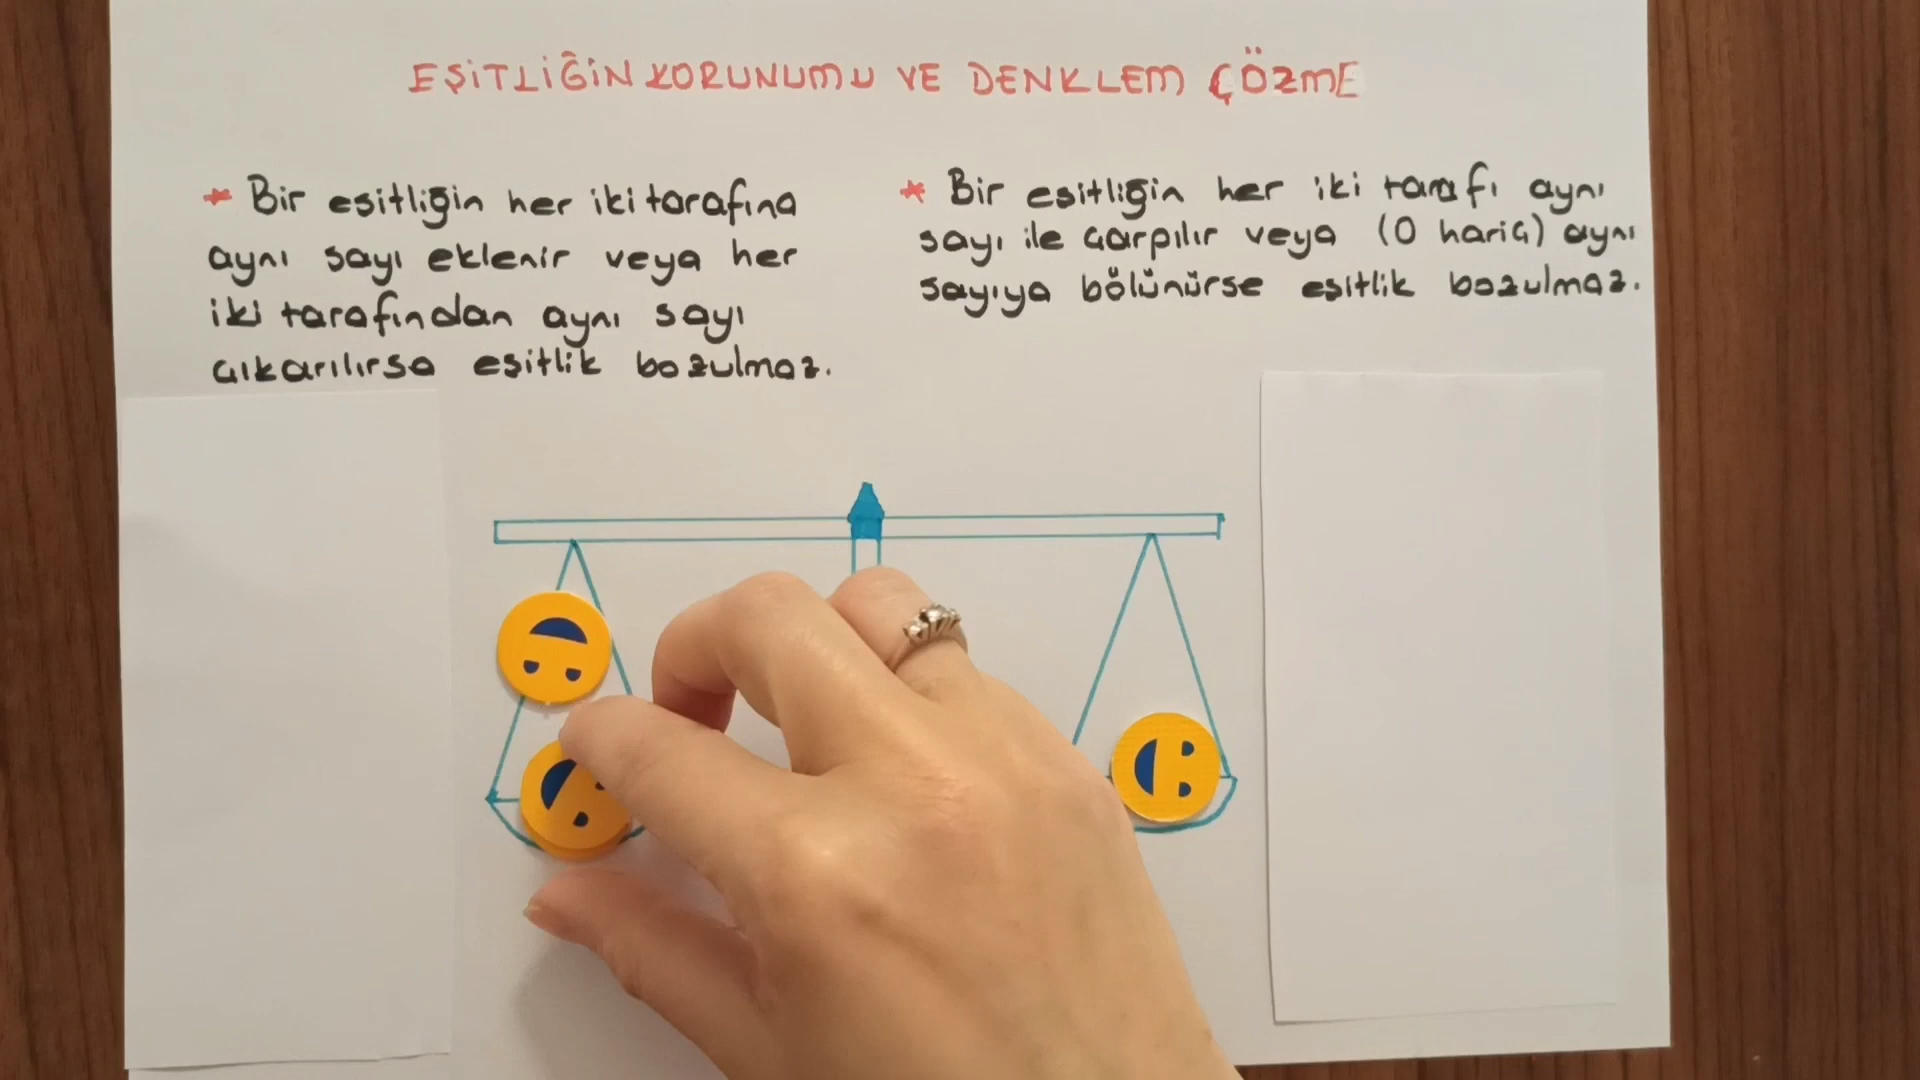 EŞİTLİĞİN KORUNUMU VE DENKLEM ÇÖZME
* Bir eşitliğin her iki tarafına
aynı sayı eklenir veya her
iki tarafından aynı sayı
çıkarılırsa eşitlik bozulmaz.
* Bir eşitliğin her iki tarafı aynı
sayı ile çarpılır veya (0 hariç) aynı
sayıya bölünürse eşitlik bozulmaz.